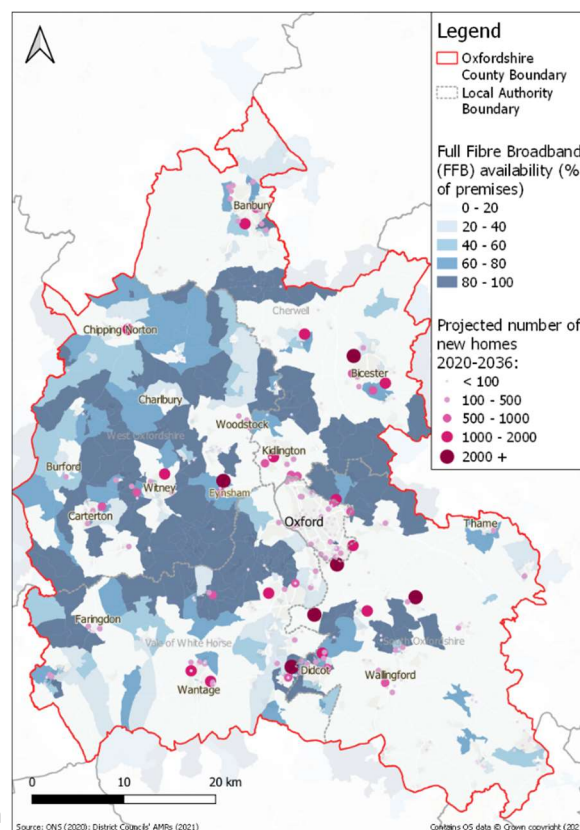 Legend
Oxfordshire
County Boundary
Local Authority
Boundary
Full Fibre Broadband
(FFB) availability (%
of premises)
0 - 20
20 - 40
40 - 60
60 - 80
80 - 100
Projected number of
new homes
2020-2036:
< 100
100 - 500
500 - 1000
1000 - 2000
2000 +
Banbury
Cherwell
Chipping Norton
Bicester
Charlbury
Woodstock
West Oxfordshire
Kidlington
Burford
Witney
Eynsham
Carterton
Oxford
Thame
Faringdon
Vale of White Horse
South Oxfordshire
Didcot
Wantage
Wallingford
0 10 20 km
Source: ONS (2020); District Councils' AMRs (2021)
Contains OS data © Crown copyright (202